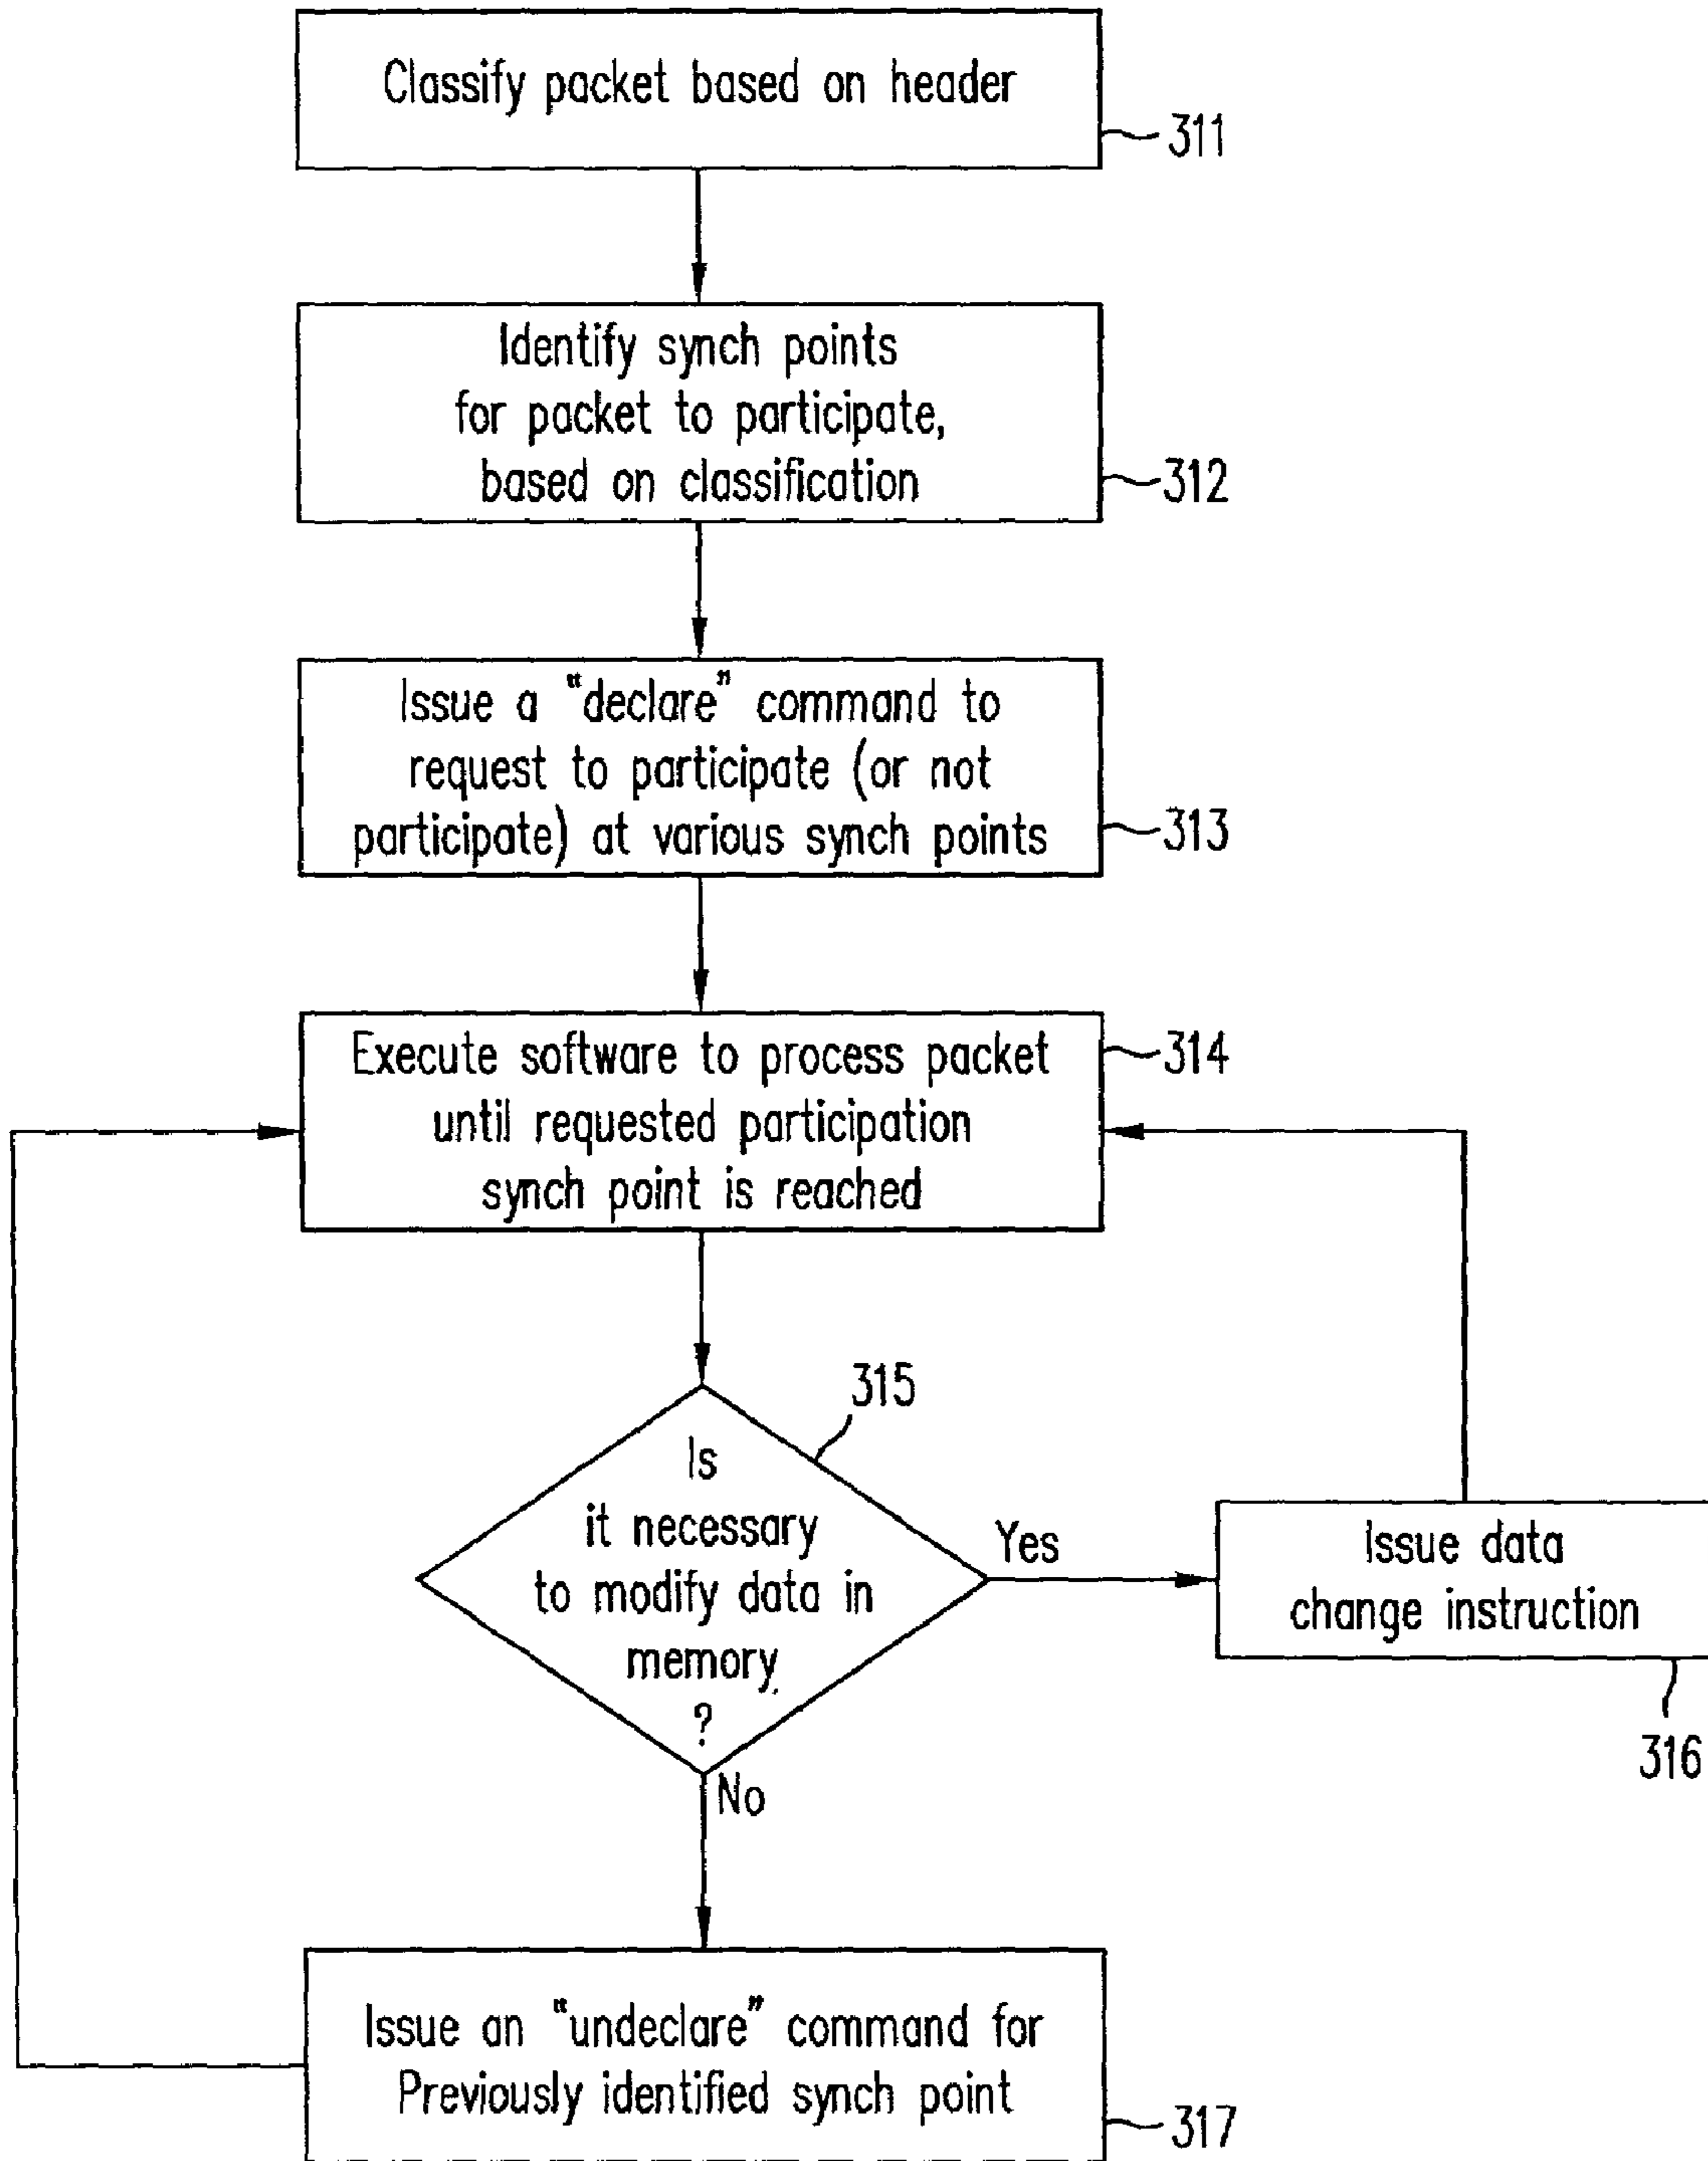 Classify packet based on header
311
Identify synch points
for packet to participate,
based on classification
312
Issue a "declare" command to
request to participate (or not
participate) at various synch points
313
Execute software to process packet
until requested participation
synch point is reached
314
315
Is
it necessary
to modify data in
memory
?
Yes
Issue data
change instruction
316
No
Issue an "undeclare" command for
Previously identified synch point
317